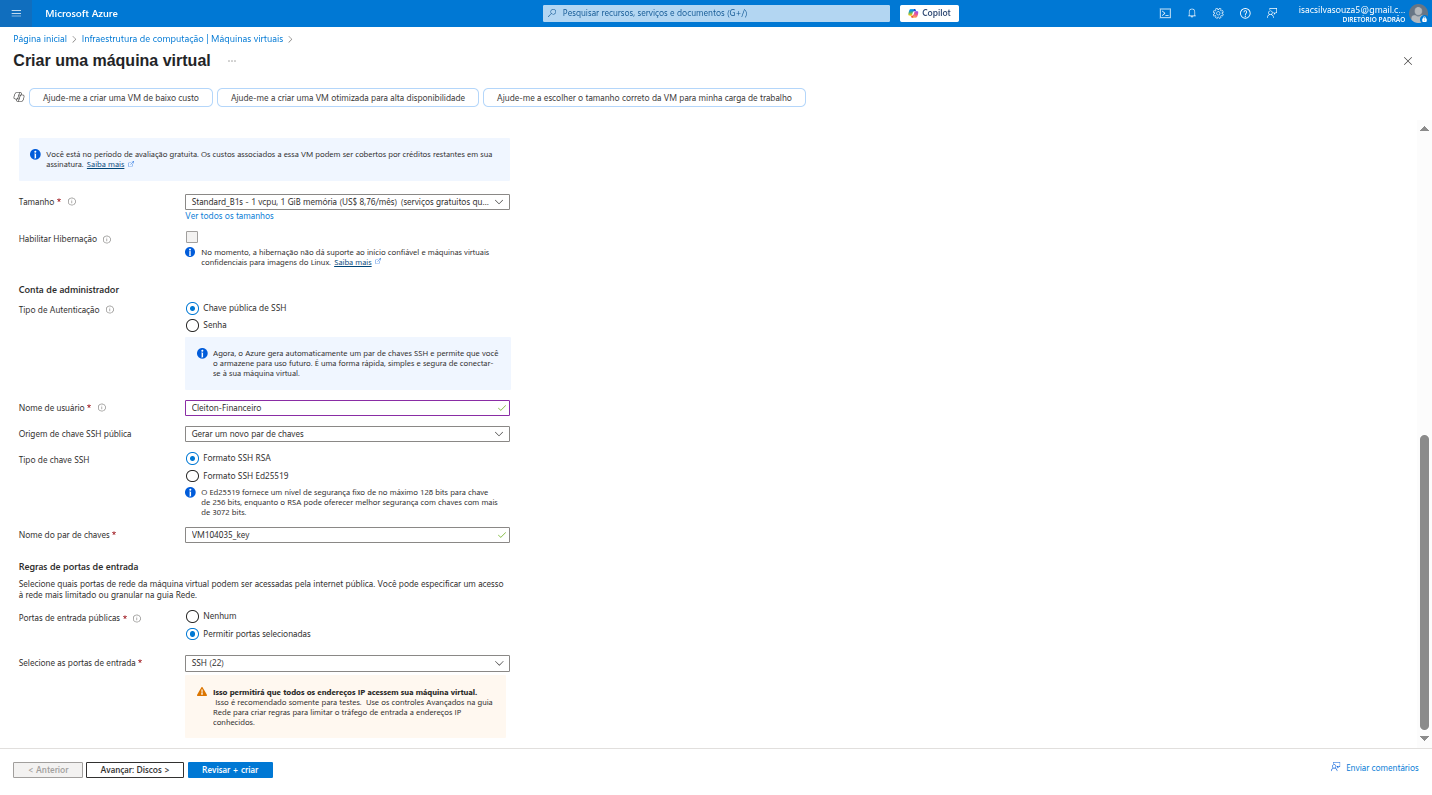 Microsoft Azure
Pesquisar recursos, serviços e documentos (G+/)
Copilot
isacsilvasouza5@gmail.c...
DIRETÓRIO PADRÃO
Página inicial > Infraestrutura de computação | Máquinas virtuais >
Criar uma máquina virtual ...
Ajude-me a criar uma VM de baixo custo
Ajude-me a criar uma VM otimizada para alta disponibilidade
Ajude-me a escolher o tamanho correto da VM para minha carga de trabalho
Você está no período de avaliação gratuita. Os custos associados a essa VM podem ser cobertos por créditos restantes em sua
assinatura. Saiba mais
Tamanho *
Standard_B1s - 1 vcpu, 1 GiB memória (US$ 8,76/mês) (serviços gratuitos qu...
Ver todos os tamanhos
Habilitar Hibernação
No momento, a hibernação não dá suporte ao início confiável e máquinas virtuais
confidenciais para imagens do Linux. Saiba mais
Conta de administrador
Tipo de Autenticação
Chave pública de SSH
Senha
Agora, o Azure gera automaticamente um par de chaves SSH e permite que você
o armazene para uso futuro. É uma forma rápida, simples e segura de conectar-
se à sua máquina virtual.
Nome de usuário *
Cleiton-Financeiro
Origem de chave SSH pública
Gerar um novo par de chaves
Tipo de chave SSH
Formato SSH RSA
Formato SSH Ed25519
O Ed25519 fornece um nível de segurança fixo de no máximo 128 bits para chave
de 256 bits, enquanto o RSA pode oferecer melhor segurança com chaves com mais
de 3072 bits.
Nome do par de chaves *
VM104035_key
Regras de portas de entrada
Selecione quais portas de rede da máquina virtual podem ser acessadas pela internet pública. Você pode especificar um acesso
à rede mais limitado ou granular na guia Rede.
Portas de entrada públicas *
Nenhum
Permitir portas selecionadas
Selecione as portas de entrada *
SSH (22)
Isso permitirá que todos os endereços IP acessem sua máquina virtual.
Isso é recomendado somente para testes. Use os controles Avançados na guia
Rede para criar regras para limitar o tráfego de entrada a endereços IP
conhecidos.
< Anterior
Avançar: Discos >
Revisar + criar
Enviar comentários